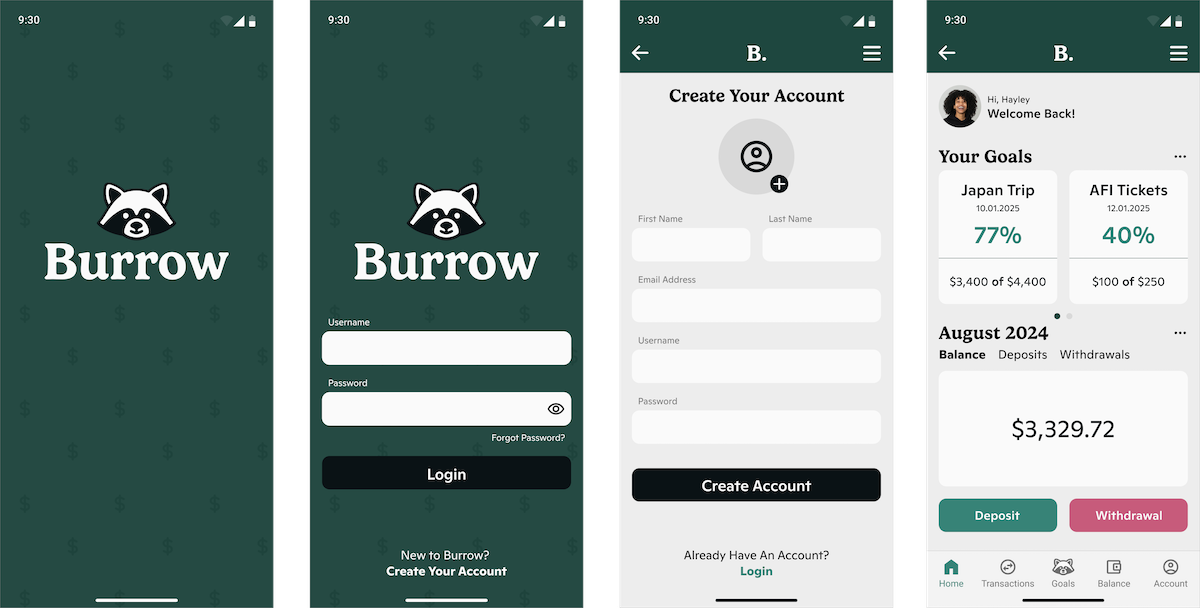 9:30
Burrow
9:30
Burrow
Username
Password
Forgot Password?
Login
New to Burrow?
Create Your Account
9:30
B.
Create Your Account
First Name
Last Name
Email Address
Username
Password
Create Account
Already Have An Account?
Login
9:30
B.
Hi, Hayley
Welcome Back!
Your Goals
Japan Trip
10.01.2025
77%
$3,400 of $4,400
AFI Tickets
12.01.2025
40%
$100 of $250
August 2024
Balance Deposits Withdrawals
$3,329.72
Deposit
Withdrawal
Home Transactions Goals Balance Account